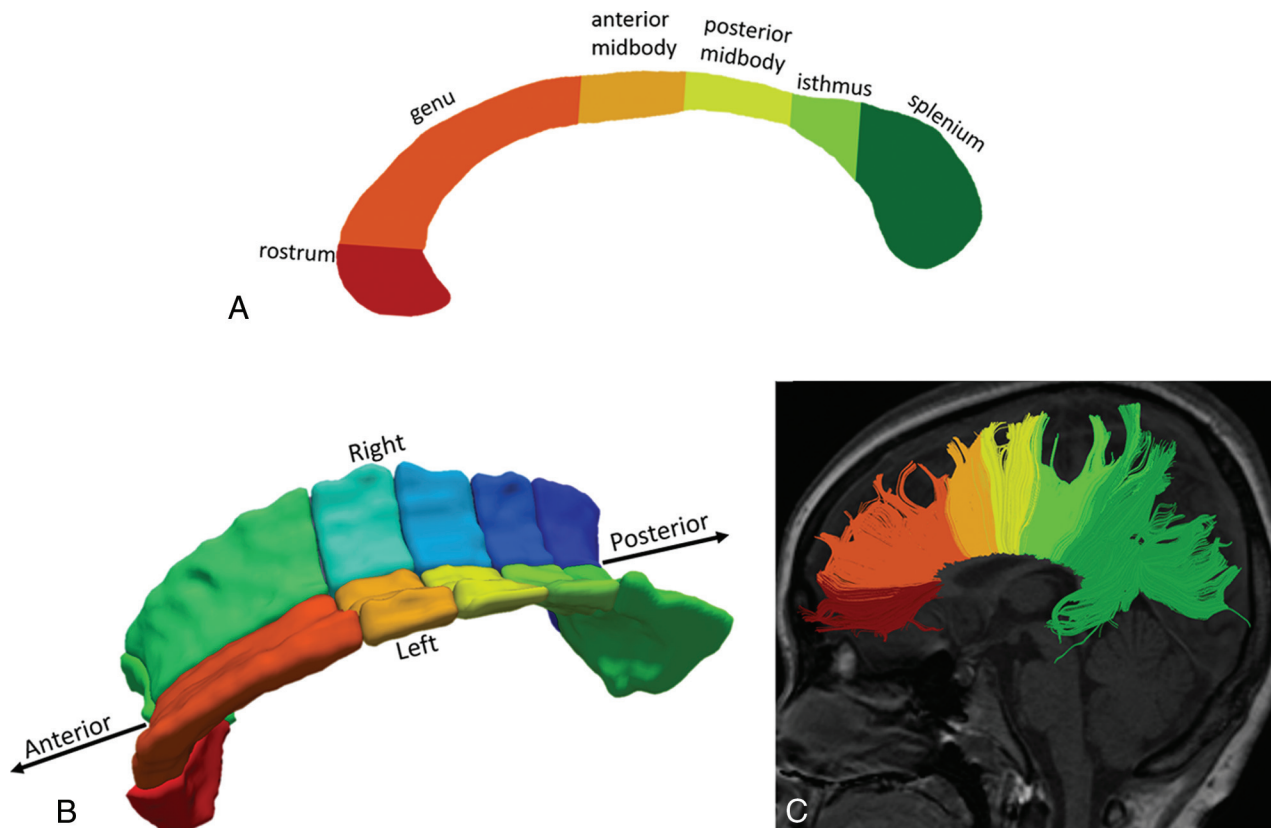 anterior
midbody
posterior
midbody
isthmus
genu
splenium
rostrum
A
Right
Posterior
Left
Anterior
B
C